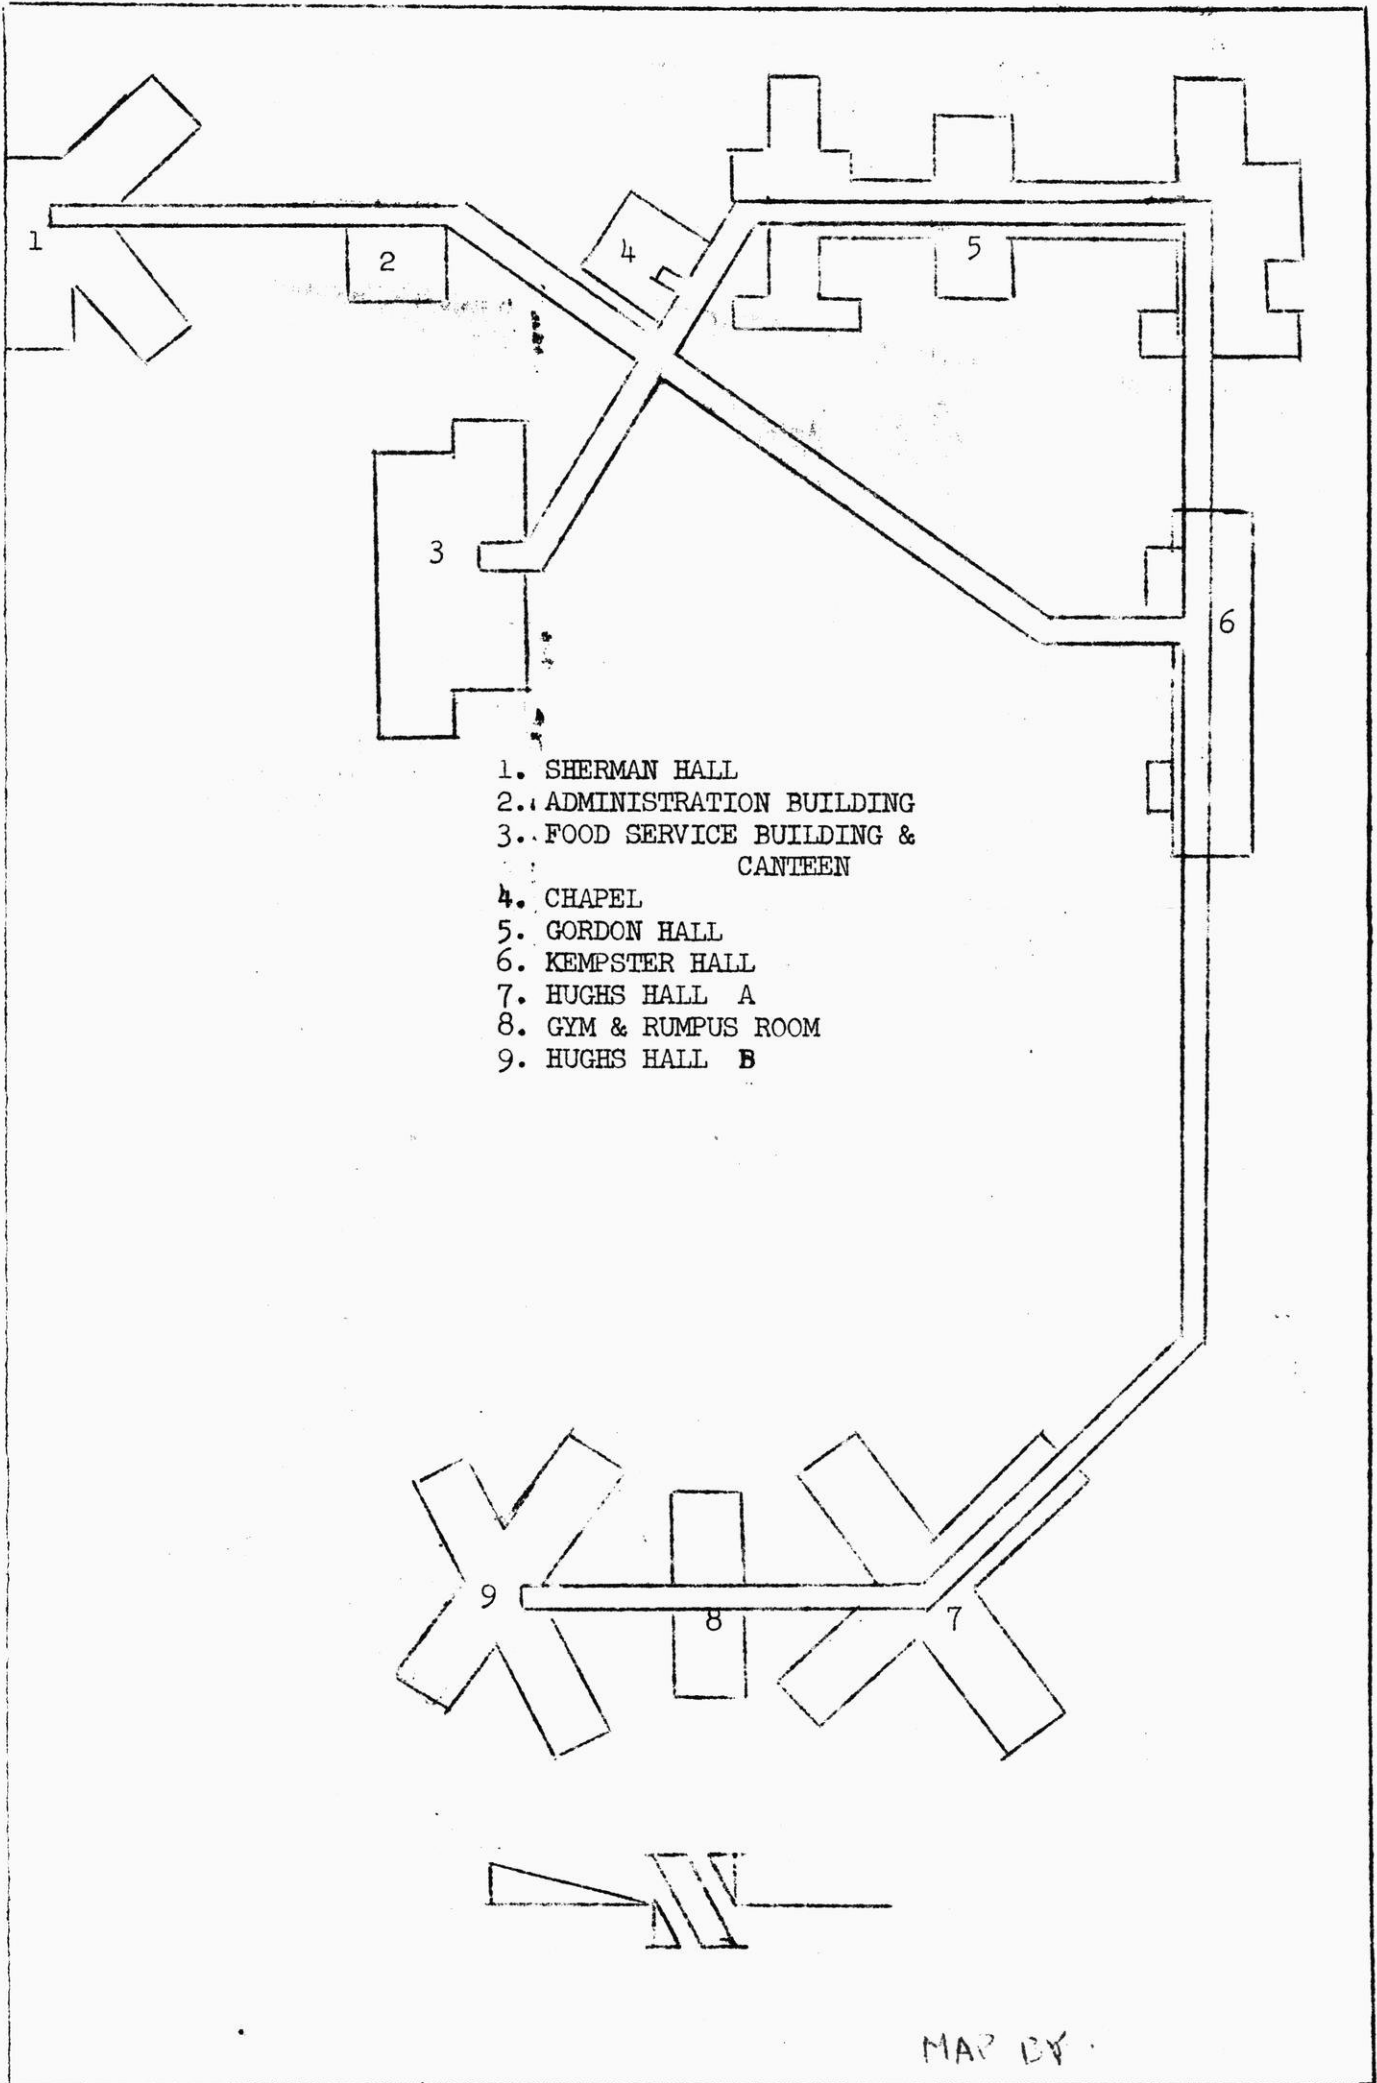 1
2
4
5
3
6
1. SHERMAN HALL
2. ADMINISTRATION BUILDING
3. FOOD SERVICE BUILDING &
CANTEEN
4. CHAPEL
5. GORDON HALL
6. KEMPSTER HALL
7. HUGHS HALL A
8. GYM & RUMPUS ROOM
9. HUGHS HALL B
9
8
7
N
MAP BY